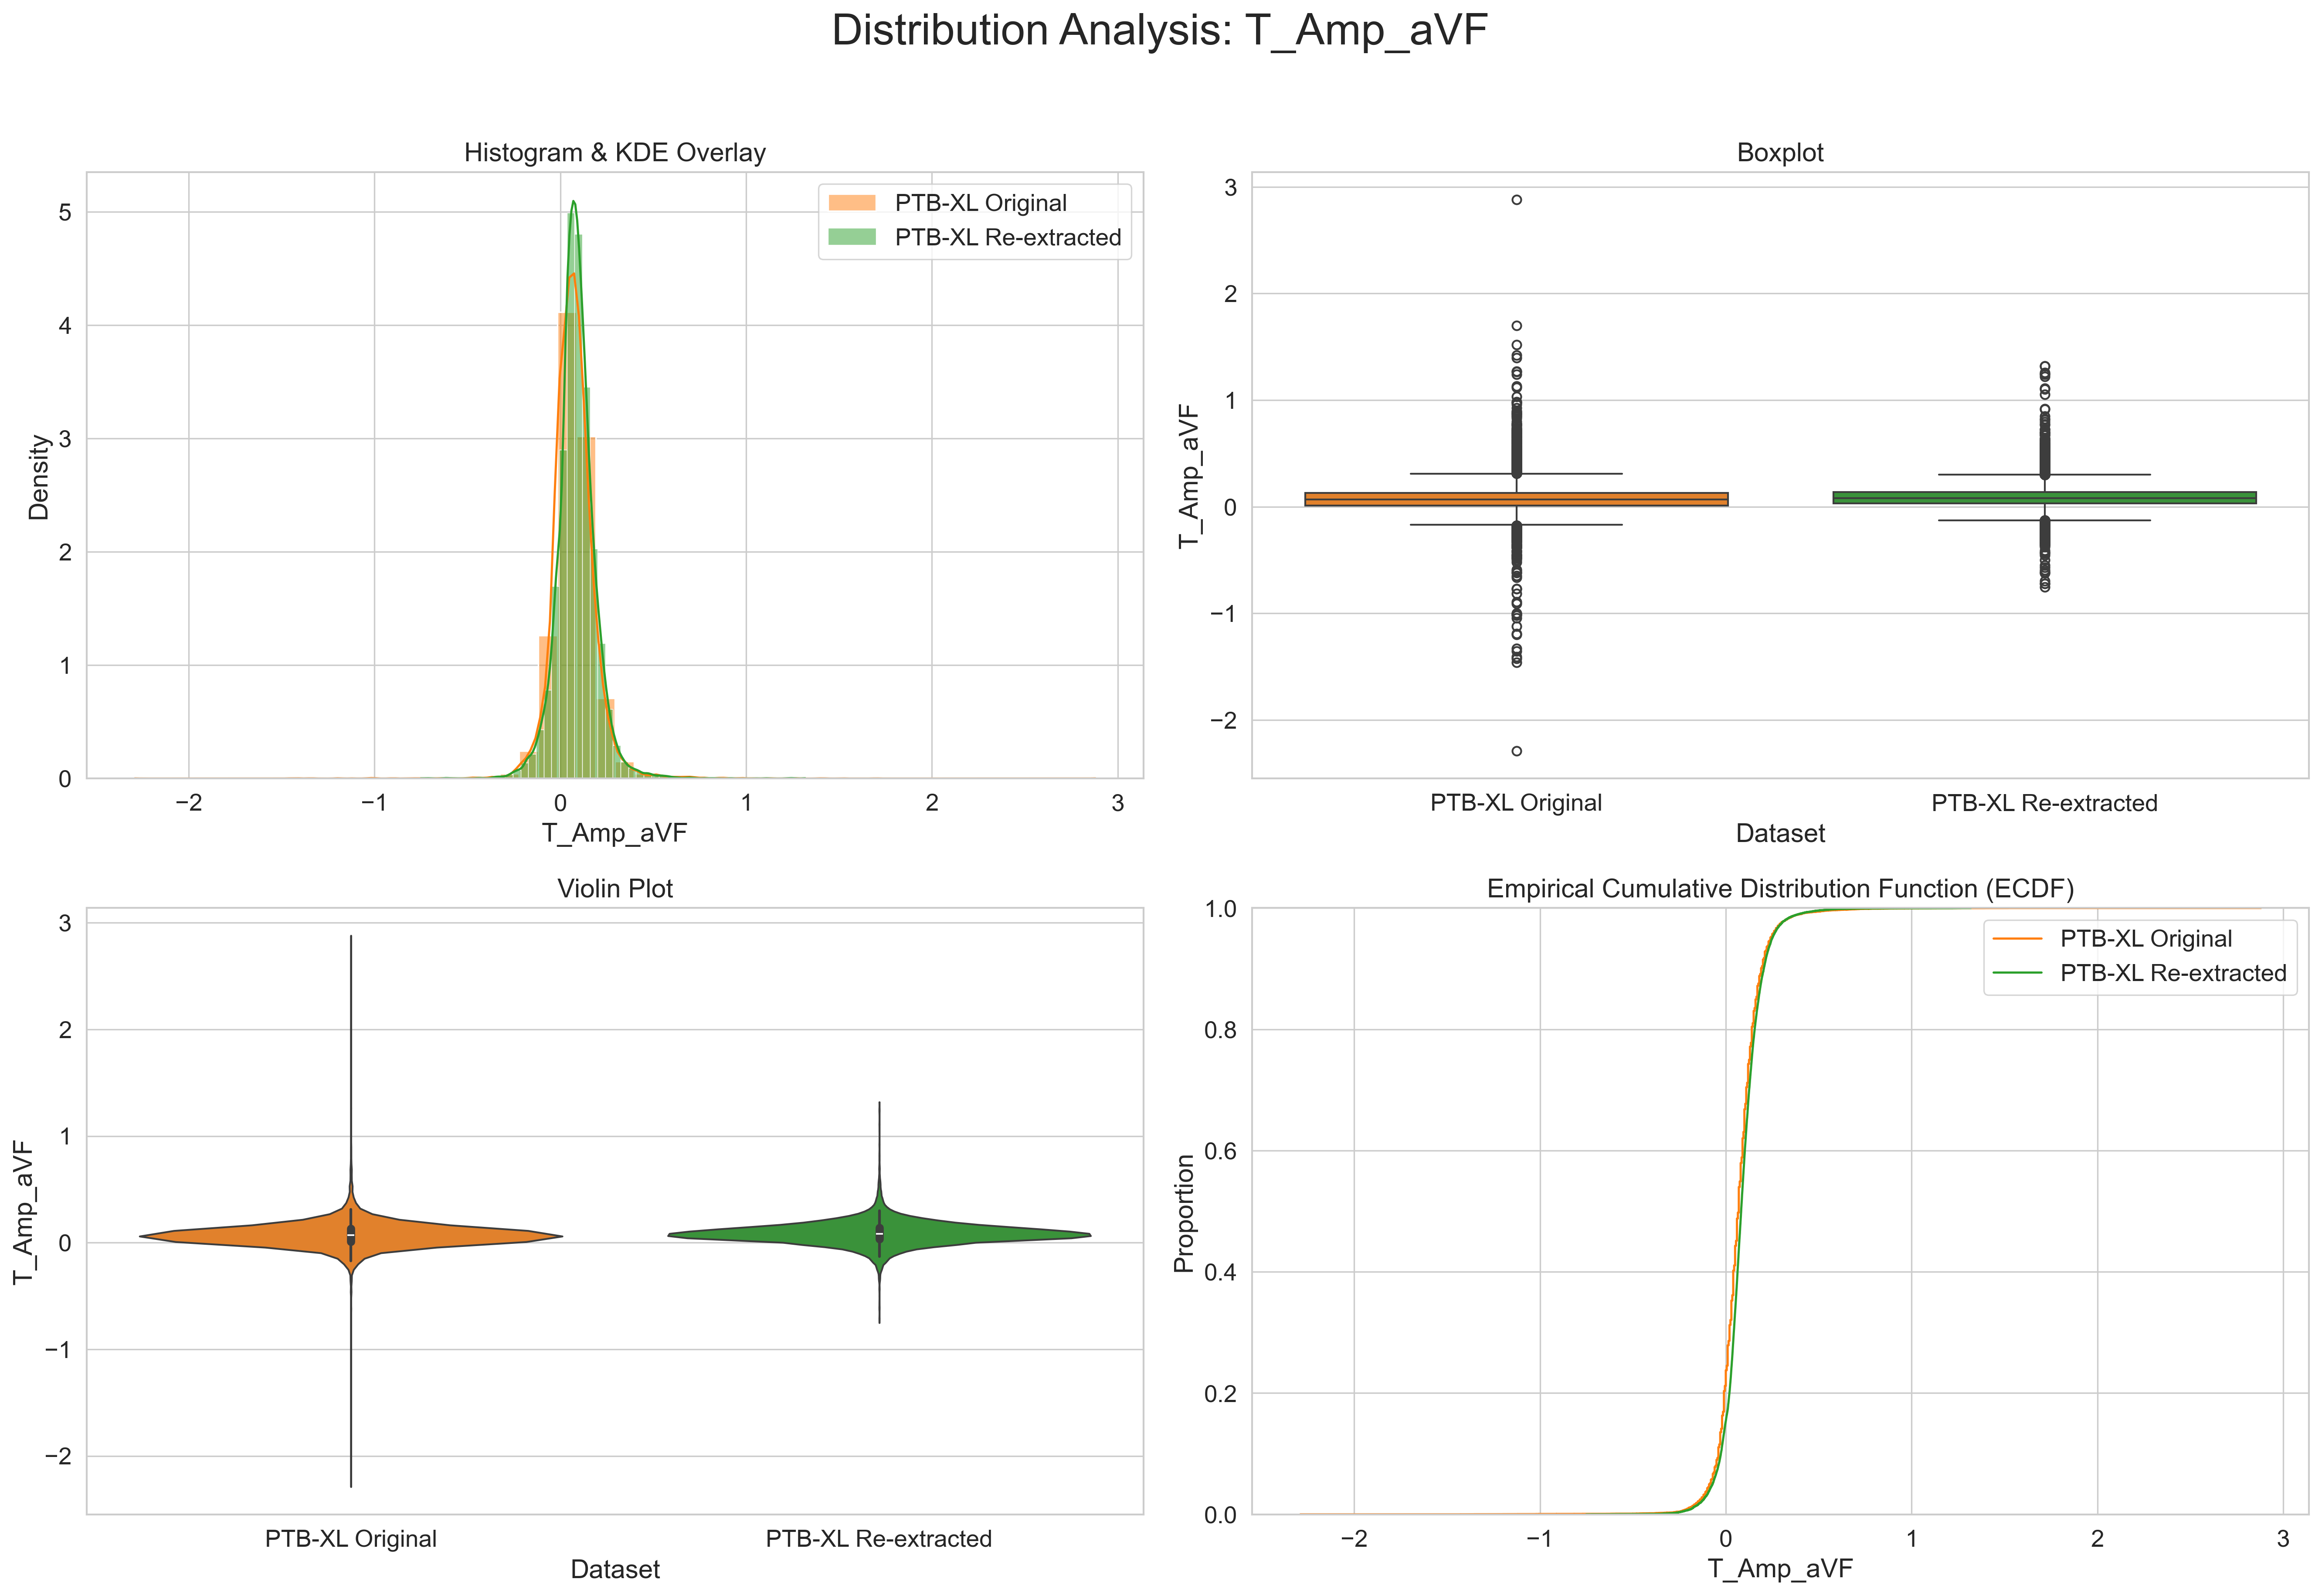 Distribution Analysis: T_Amp_aVF
Histogram & KDE Overlay
Density
5
4
3
2
1
0
−2
−1
0
1
2
3
T_Amp_aVF
PTB-XL Original
PTB-XL Re-extracted
Boxplot
T_Amp_aVF
3
2
1
0
−1
−2
PTB-XL Original
PTB-XL Re-extracted
Dataset
Violin Plot
T_Amp_aVF
3
2
1
0
−1
−2
PTB-XL Original
PTB-XL Re-extracted
Dataset
Empirical Cumulative Distribution Function (ECDF)
Proportion
1.0
0.8
0.6
0.4
0.2
0.0
−2
−1
0
1
2
3
T_Amp_aVF
PTB-XL Original
PTB-XL Re-extracted